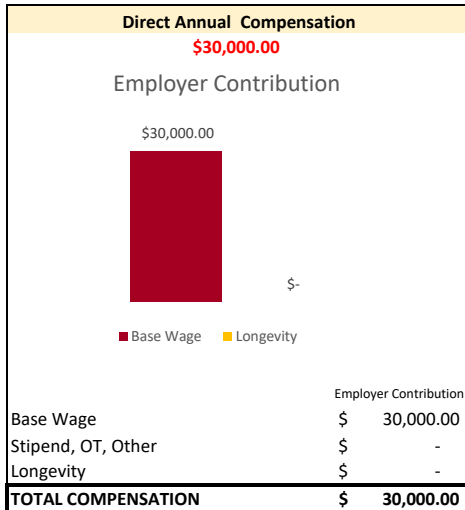 Direct Annual Compensation
$30,000.00
Employer Contribution
$30,000.00
$-
Base Wage Longevity
Employer Contribution
Base Wage $ 30,000.00
Stipend, OT, Other $ -
Longevity $ -
TOTAL COMPENSATION $ 30,000.00